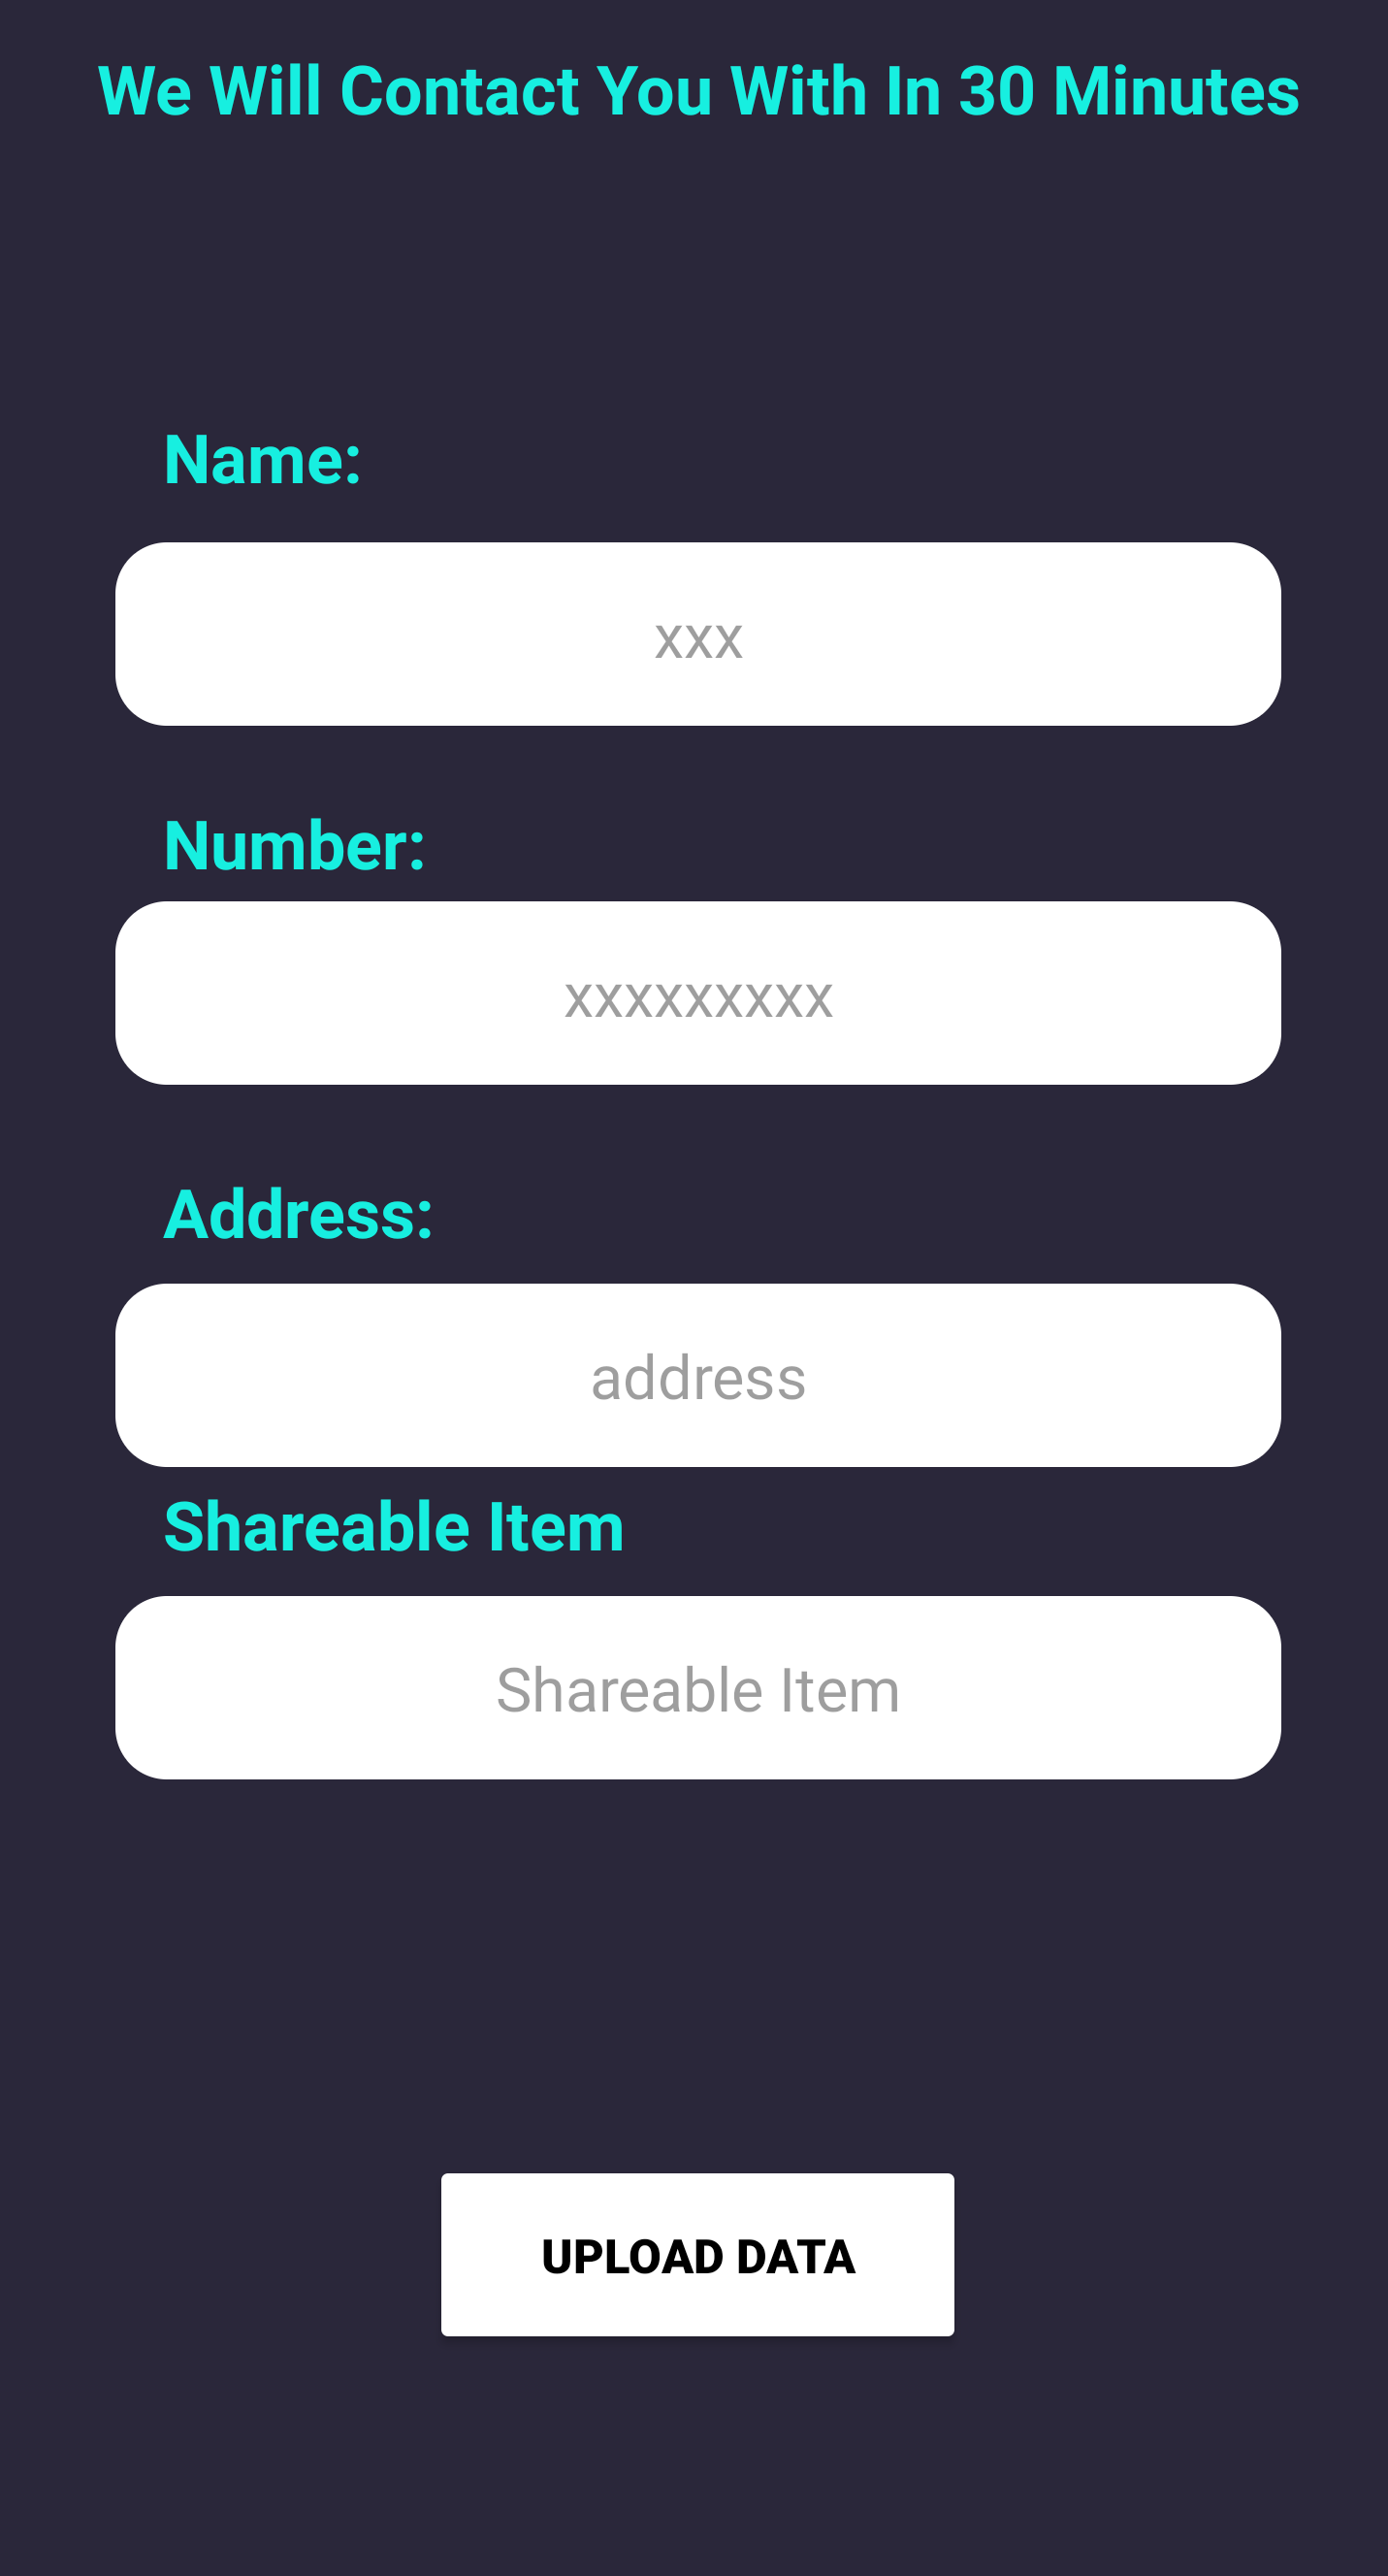 We Will Contact You With In 30 Minutes
Name:
xxx
Number:
xxxxxxxxx
Address:
address
Shareable Item
Shareable Item
UPLOAD DATA